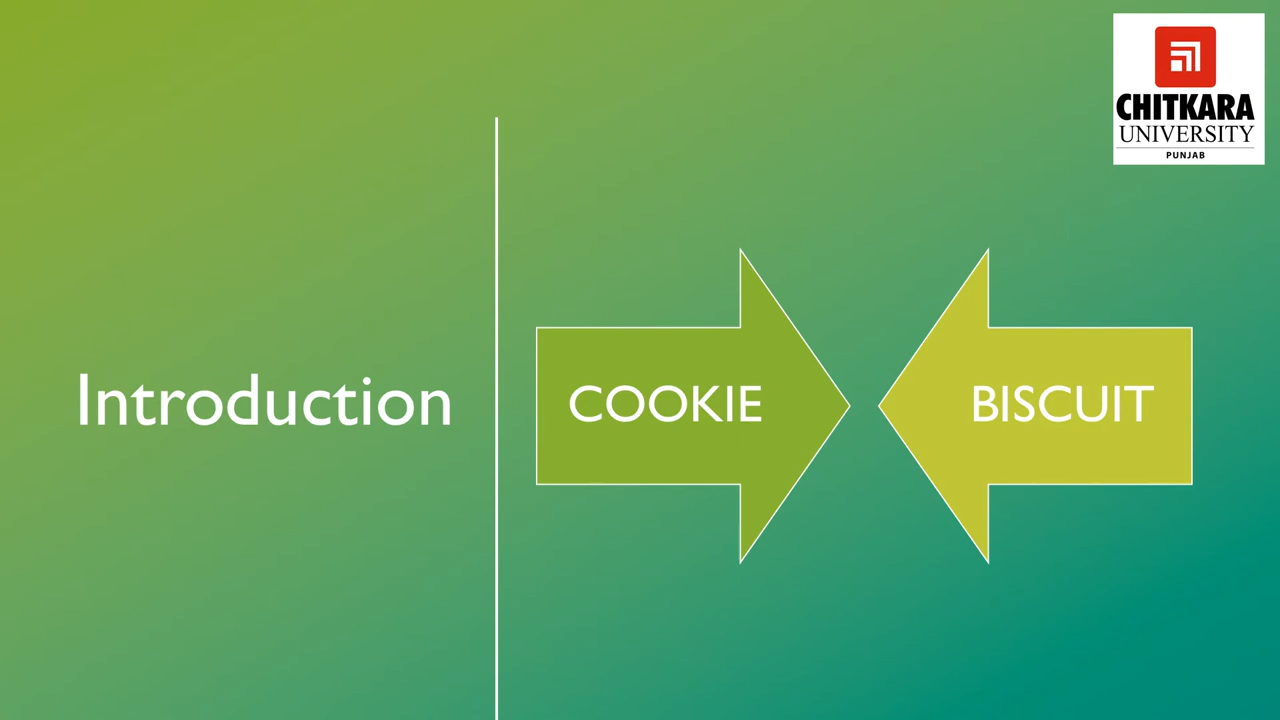 CHITKARA
UNIVERSITY
PUNJAB
Introduction
COOKIE
BISCUIT